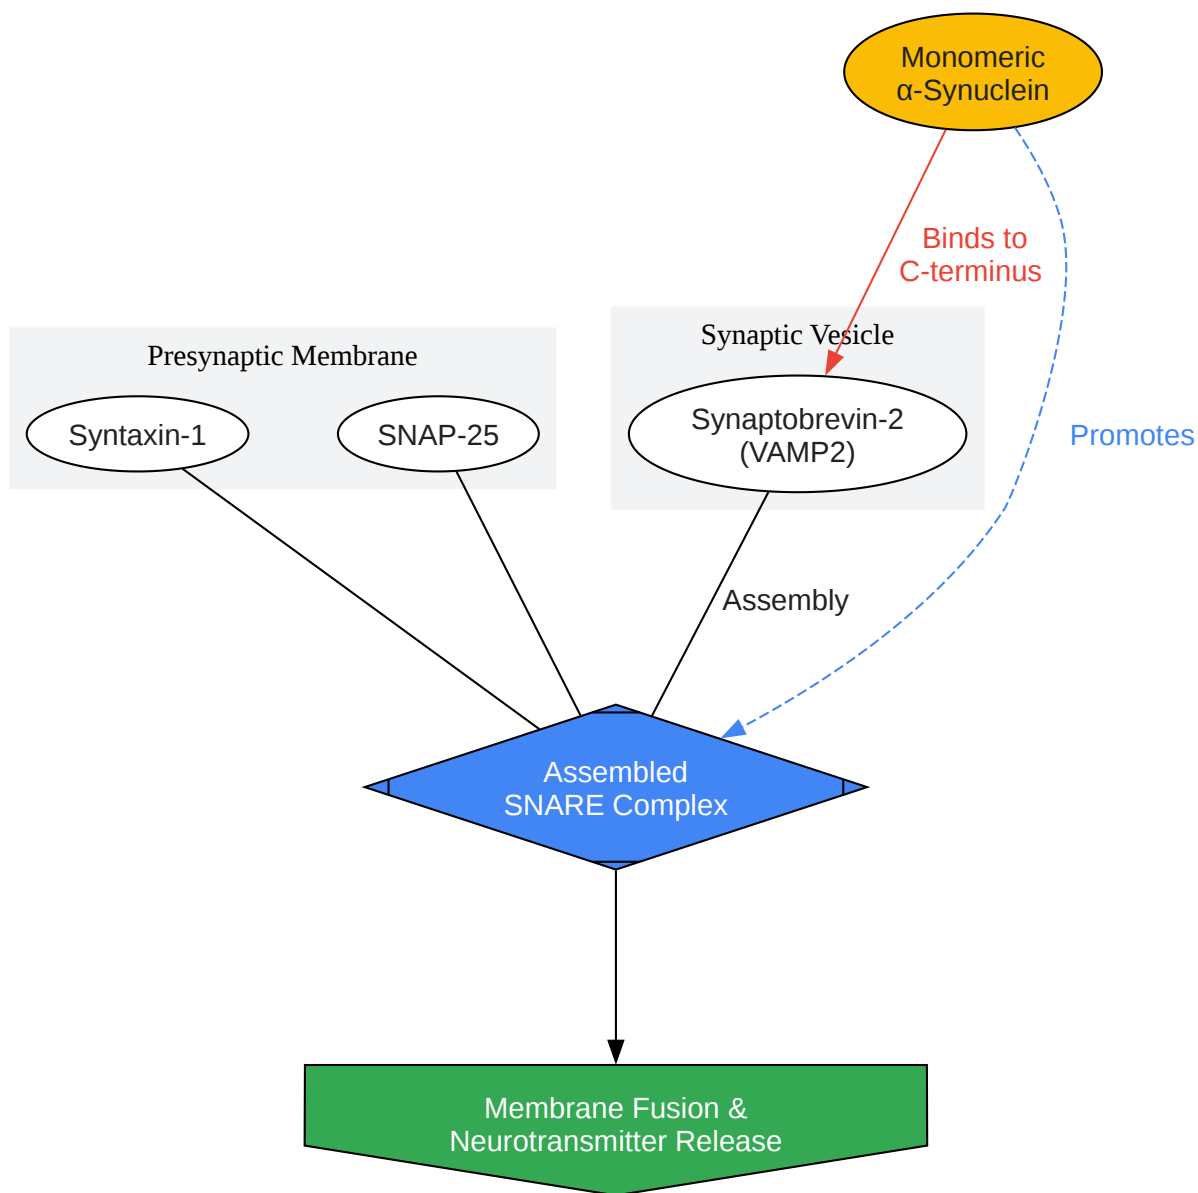 Monomeric
α-Synuclein
Binds to
C-terminus
Presynaptic Membrane
Synaptic Vesicle
Syntaxin-1
SNAP-25
Synaptobrevin-2
(VAMP2)
Promotes
Assembly
Assembled
SNARE Complex
Membrane Fusion &
Neurotransmitter Release